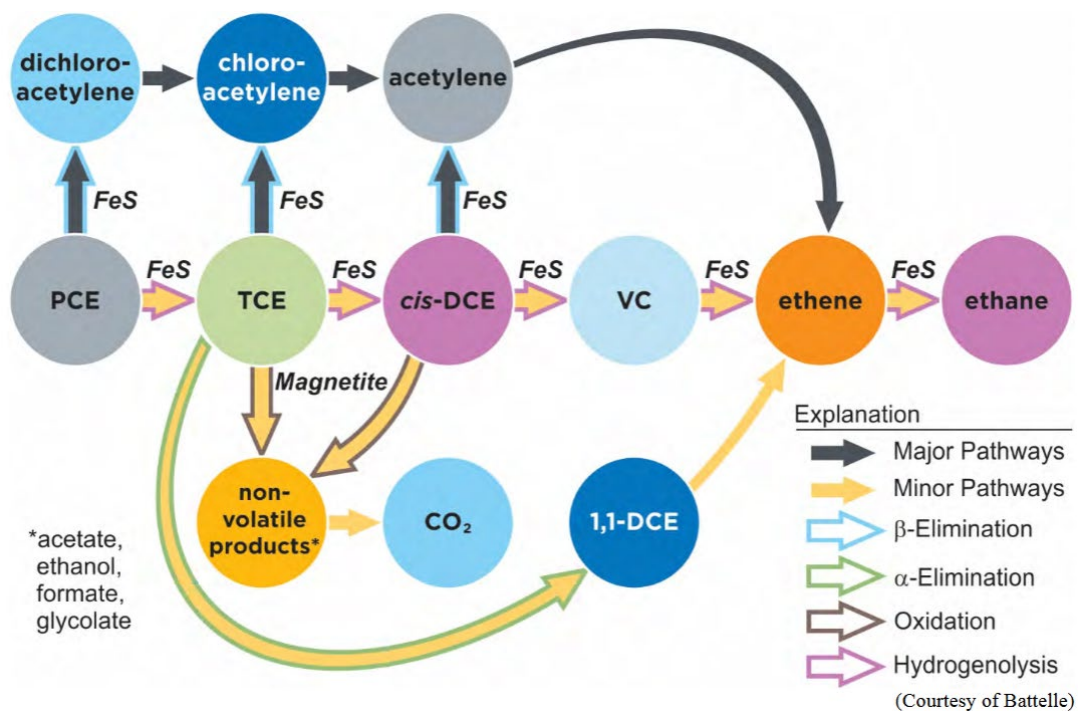 dichloro-
acetylene
chloro-
acetylene
acetylene
FeS
FeS
FeS
PCE
FeS
TCE
FeS
cis-DCE
FeS
VC
FeS
ethene
FeS
ethane
Magnetite
non-
volatile
products*
CO₂
1,1-DCE
*acetate,
ethanol,
formate,
glycolate
Explanation
Major Pathways
Minor Pathways
β-Elimination
α-Elimination
Oxidation
Hydrogenolysis
(Courtesy of Battelle)